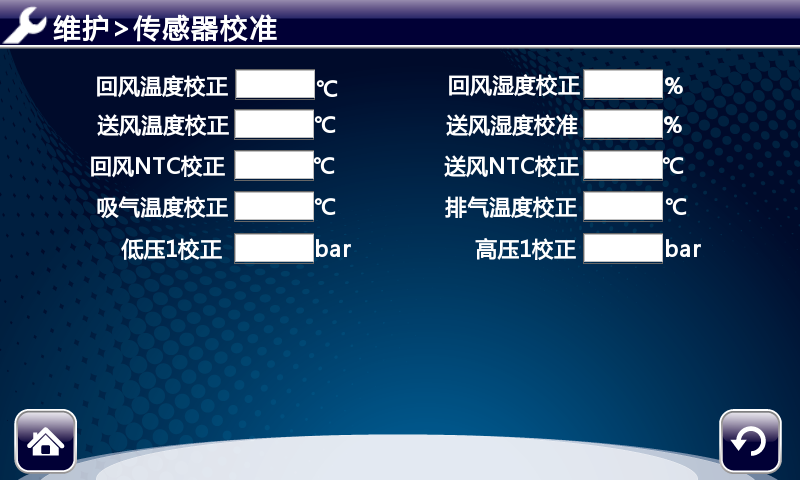 维护>传感器校准
回风温度校正 ℃ 回风湿度校正 %
送风温度校正 ℃ 送风湿度校准 %
回风NTC校正 ℃ 送风NTC校正 ℃
吸气温度校正 ℃ 排气温度校正 ℃
低压1校正 bar 高压1校正 bar